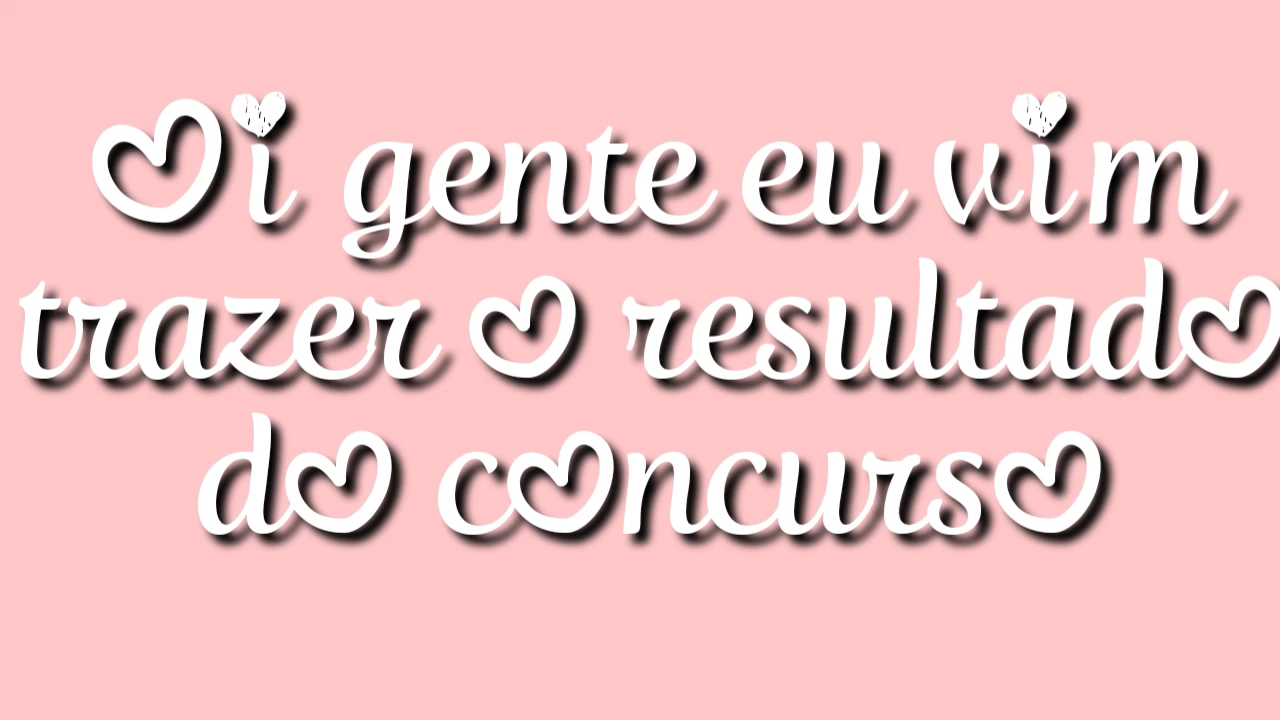 Oi gente eu vim
trazer o resultado
do concurso